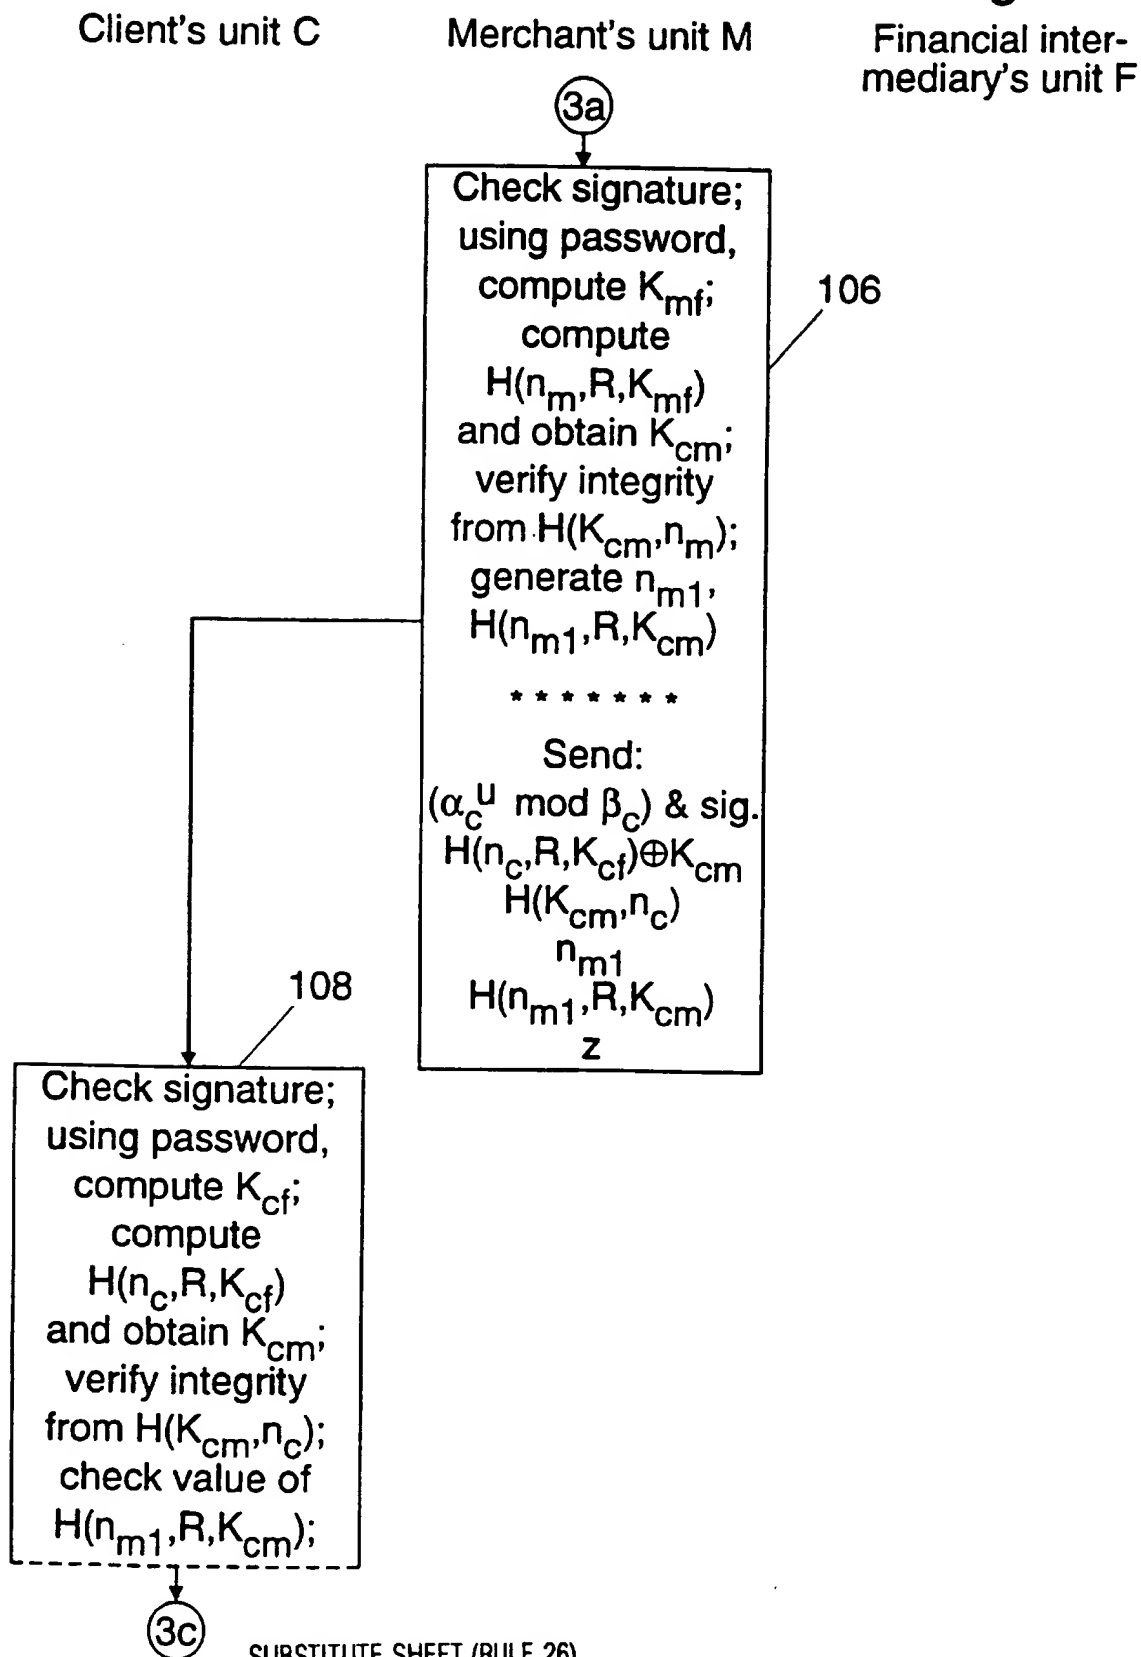 Client's unit C
Merchant's unit M
Financial inter-
mediary's unit F
3a
Check signature;
using password,
compute K_mf;
compute
H(n_m,R,K_mf)
and obtain K_cm;
verify integrity
from H(K_cm,n_m);
generate n_m1,
H(n_m1,R,K_cm)
* * * * * * *
Send:
(α_c^u mod β_c) & sig.
H(n_c,R,K_cf)⊕K_cm
H(K_cm,n_c)
n_m1
H(n_m1,R,K_cm)
z
106
108
Check signature;
using password,
compute K_cf;
compute
H(n_c,R,K_cf)
and obtain K_cm;
verify integrity
from H(K_cm,n_c);
check value of
H(n_m1,R,K_cm);
3c
SUBSTITUTE SHEET (RULE 26)